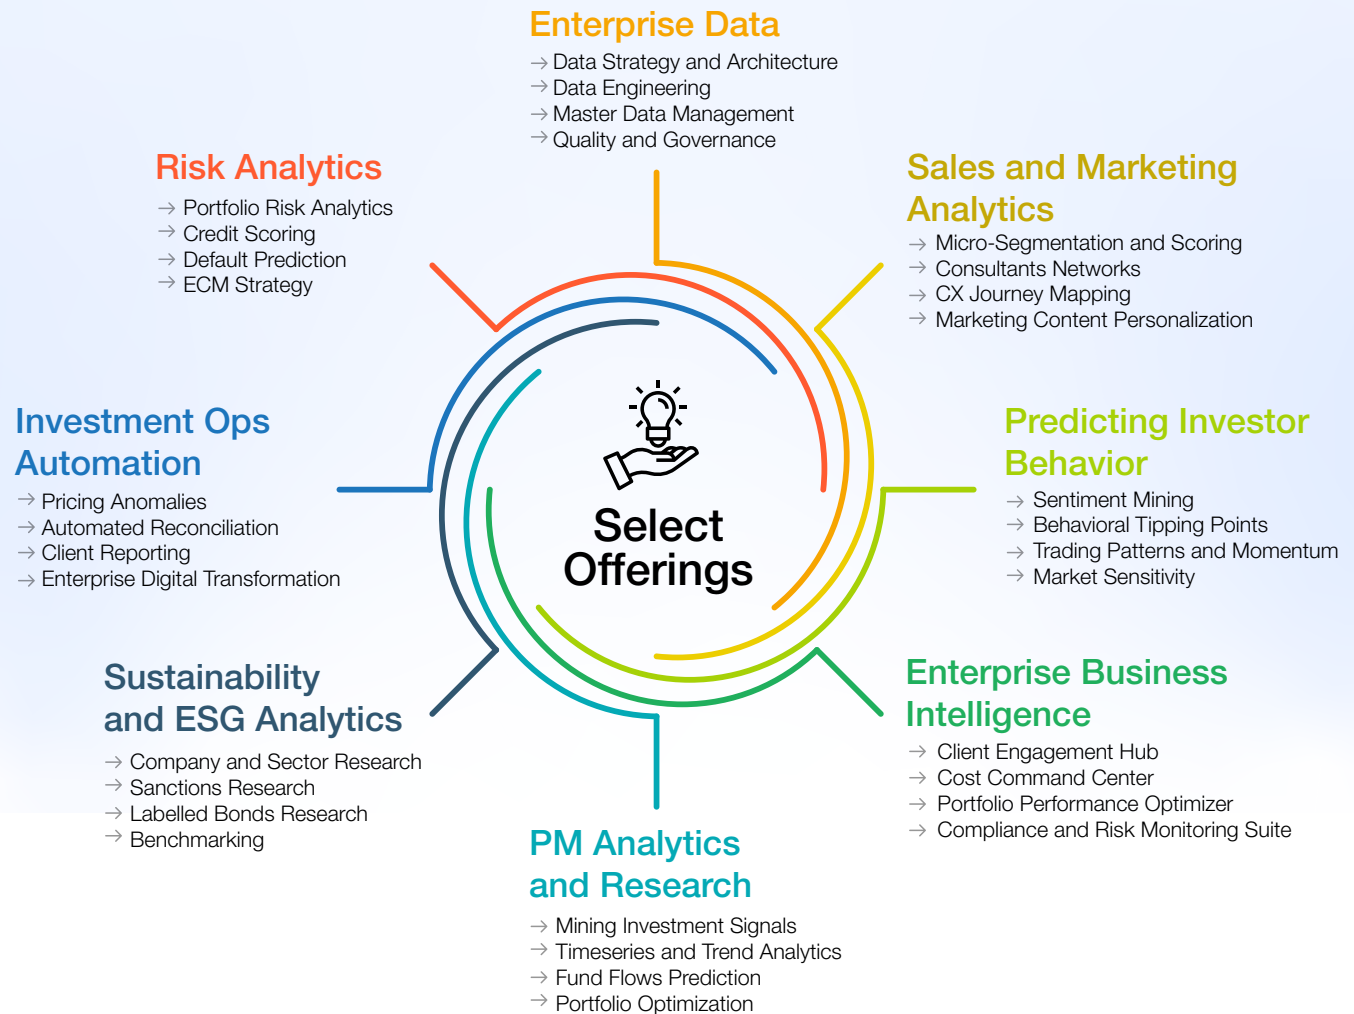 Enterprise Data
Data Strategy and Architecture
Data Engineering
Master Data Management
Quality and Governance
Risk Analytics
Portfolio Risk Analytics
Credit Scoring
Default Prediction
ECM Strategy
Sales and Marketing
Analytics
Micro-Segmentation and Scoring
Consultants Networks
CX Journey Mapping
Marketing Content Personalization
Investment Ops
Automation
Pricing Anomalies
Automated Reconciliation
Client Reporting
Enterprise Digital Transformation
Select
Offerings
Predicting Investor
Behavior
Sentiment Mining
Behavioral Tipping Points
Trading Patterns and Momentum
Market Sensitivity
Sustainability
and ESG Analytics
Company and Sector Research
Sanctions Research
Labelled Bonds Research
Benchmarking
Enterprise Business
Intelligence
Client Engagement Hub
Cost Command Center
Portfolio Performance Optimizer
Compliance and Risk Monitoring Suite
PM Analytics
and Research
Mining Investment Signals
Timeseries and Trend Analytics
Fund Flows Prediction
Portfolio Optimization